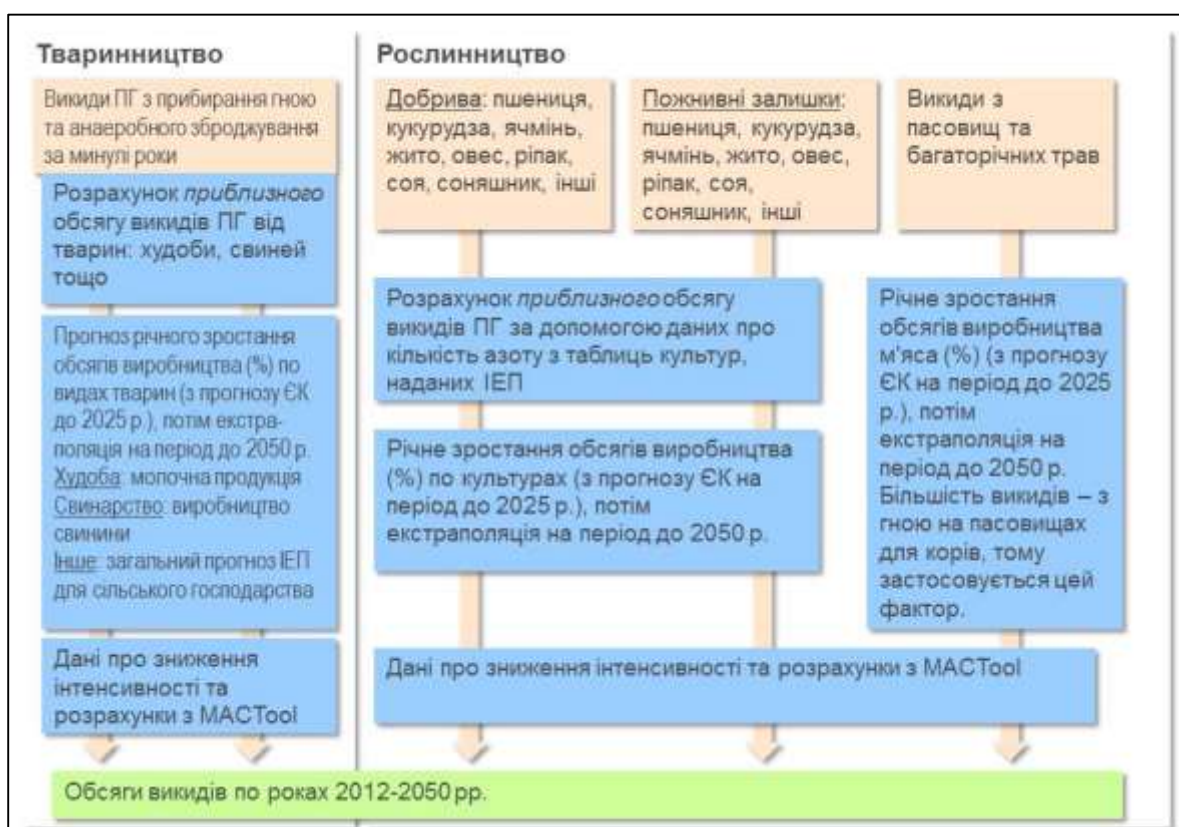 Тваринництво
Викиди ПГ з прибирання гною
та анаеробного зброджування
за минулі роки
Розрахунок приблизного
обсягу викидів ПГ від
тварин: худоби, свиней
тощо
Прогноз річного зростання
обсягів виробництва (%) по
видах тварин (з прогнозу ЄК
до 2025 р.), потім екстра-
поляція на період до 2050 р.
Худоба: молочна продукція
Свинарство: виробництво
свинини
Інше: загальний прогноз ІЕП
для сільського господарства
Дані про зниження
інтенсивності та
розрахунки з MACTool
Рослинництво
Добрива: пшениця,
кукурудза, ячмінь,
жито, овес, ріпак,
соя, соняшник, інші
Пожнивні залишки:
пшениця, кукурудза,
ячмінь, жито, овес,
ріпак, соя,
соняшник, інші
Викиди з
пасовищ та
багаторічних трав
Розрахунок приблизного обсягу
викидів ПГ за допомогою даних про
кількість азоту з таблиць культур,
наданих ІЕП
Річне зростання обсягів виробництва
(%) по культурах (з прогнозу ЄК на
період до 2025 р.), потім
екстраполяція на період до 2050 р.
Річне зростання
обсягів виробництва
м'яса (%) (з прогнозу
ЄК на період до 2025
р.), потім
екстраполяція на
період до 2050 р.
Більшість викидів – з
гною на пасовищах
для корів, тому
застосовується цей
фактор.
Дані про зниження інтенсивності та розрахунки з MACTool
Обсяги викидів по роках 2012-2050 рр.